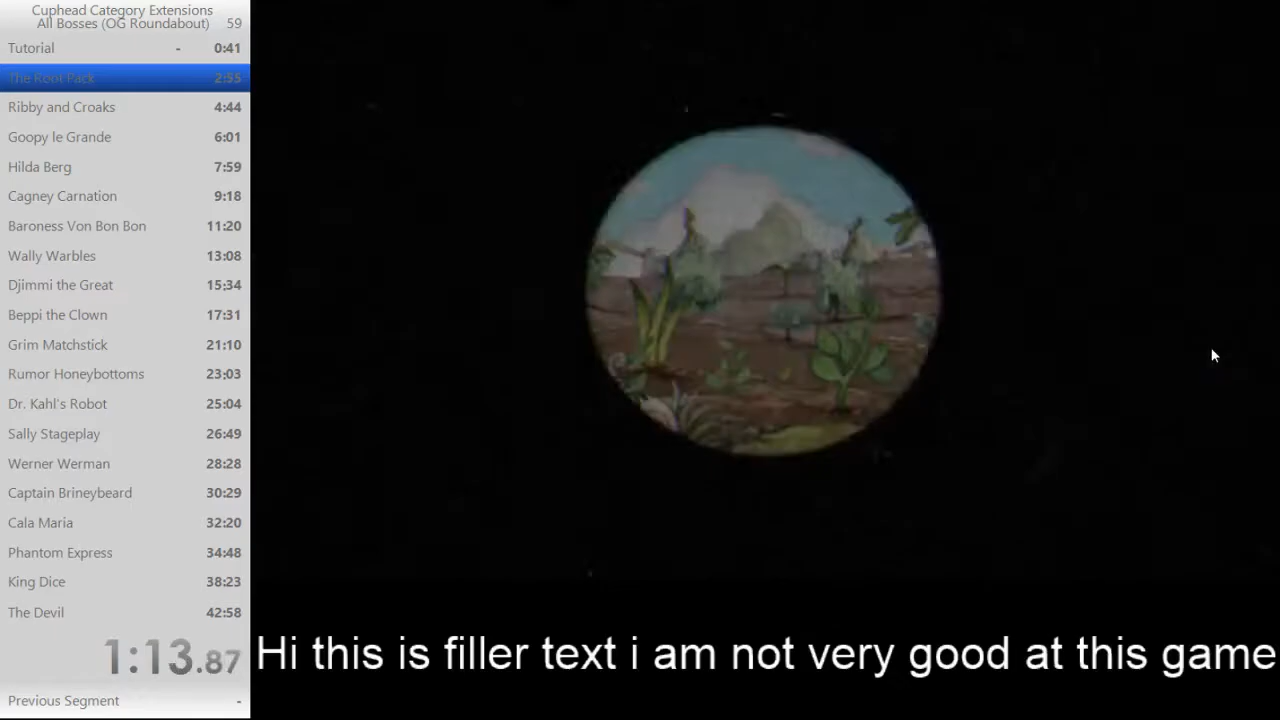 Cuphead Category Extensions
All Bosses (OG Roundabout) 59
Tutorial - 0:41
The Root Pack 2:55
Ribby and Croaks 4:44
Goopy le Grande 6:01
Hilda Berg 7:59
Cagney Carnation 9:18
Baroness Von Bon Bon 11:20
Wally Warbles 13:08
Djimmi the Great 15:34
Beppi the Clown 17:31
Grim Matchstick 21:10
Rumor Honeybottoms 23;03
Dr. Kahl's Robot 25:04
Sally Stageplay 26:49
Werner Werman 28:28
Captain Brineybeard 30:29
Cala Maria 32:20
Phantom Express 34:48
King Dice 38:23
The Devil 42:58
1:13.87
Hi this is filler text i am not very good at this game
Previous Segment -